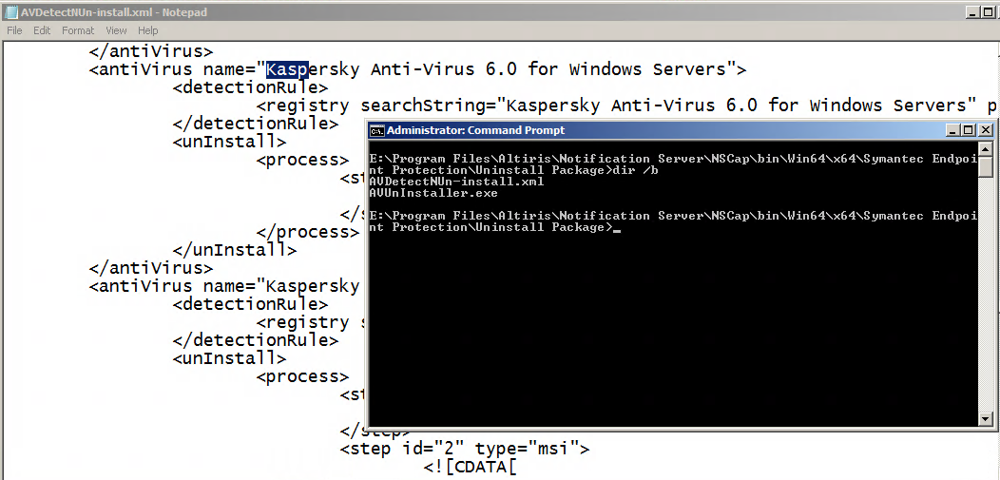 AVDetectNUn-install.xml - Notepad
File Edit Format View Help
</antiVirus>
<antiVirus name="Kaspersky Anti-Virus 6.0 for Windows Servers">
<detectionRule>
<registry searchString="Kaspersky Anti-Virus 6.0 for Windows Servers" p
</detectionRule>
<unInstall>
<process>
<st
</s
</process>
</unInstall>
</antiVirus>
<antiVirus name="Kaspersky
<detectionRule>
<registry s
</detectionRule>
<unInstall>
<process>
<st
</step>
<step id="2" type="msi">
<![CDATA[
Administrator: Command Prompt
E:\Program Files\Altiris\Notification Server\NSCap\bin\Win64\x64\Symantec Endpoi
nt Protection\Uninstall Package>dir /b
AVDetectNUn-install.xml
AVUnInstaller.exe
E:\Program Files\Altiris\Notification Server\NSCap\bin\Win64\x64\Symantec Endpoi
nt Protection\Uninstall Package>_